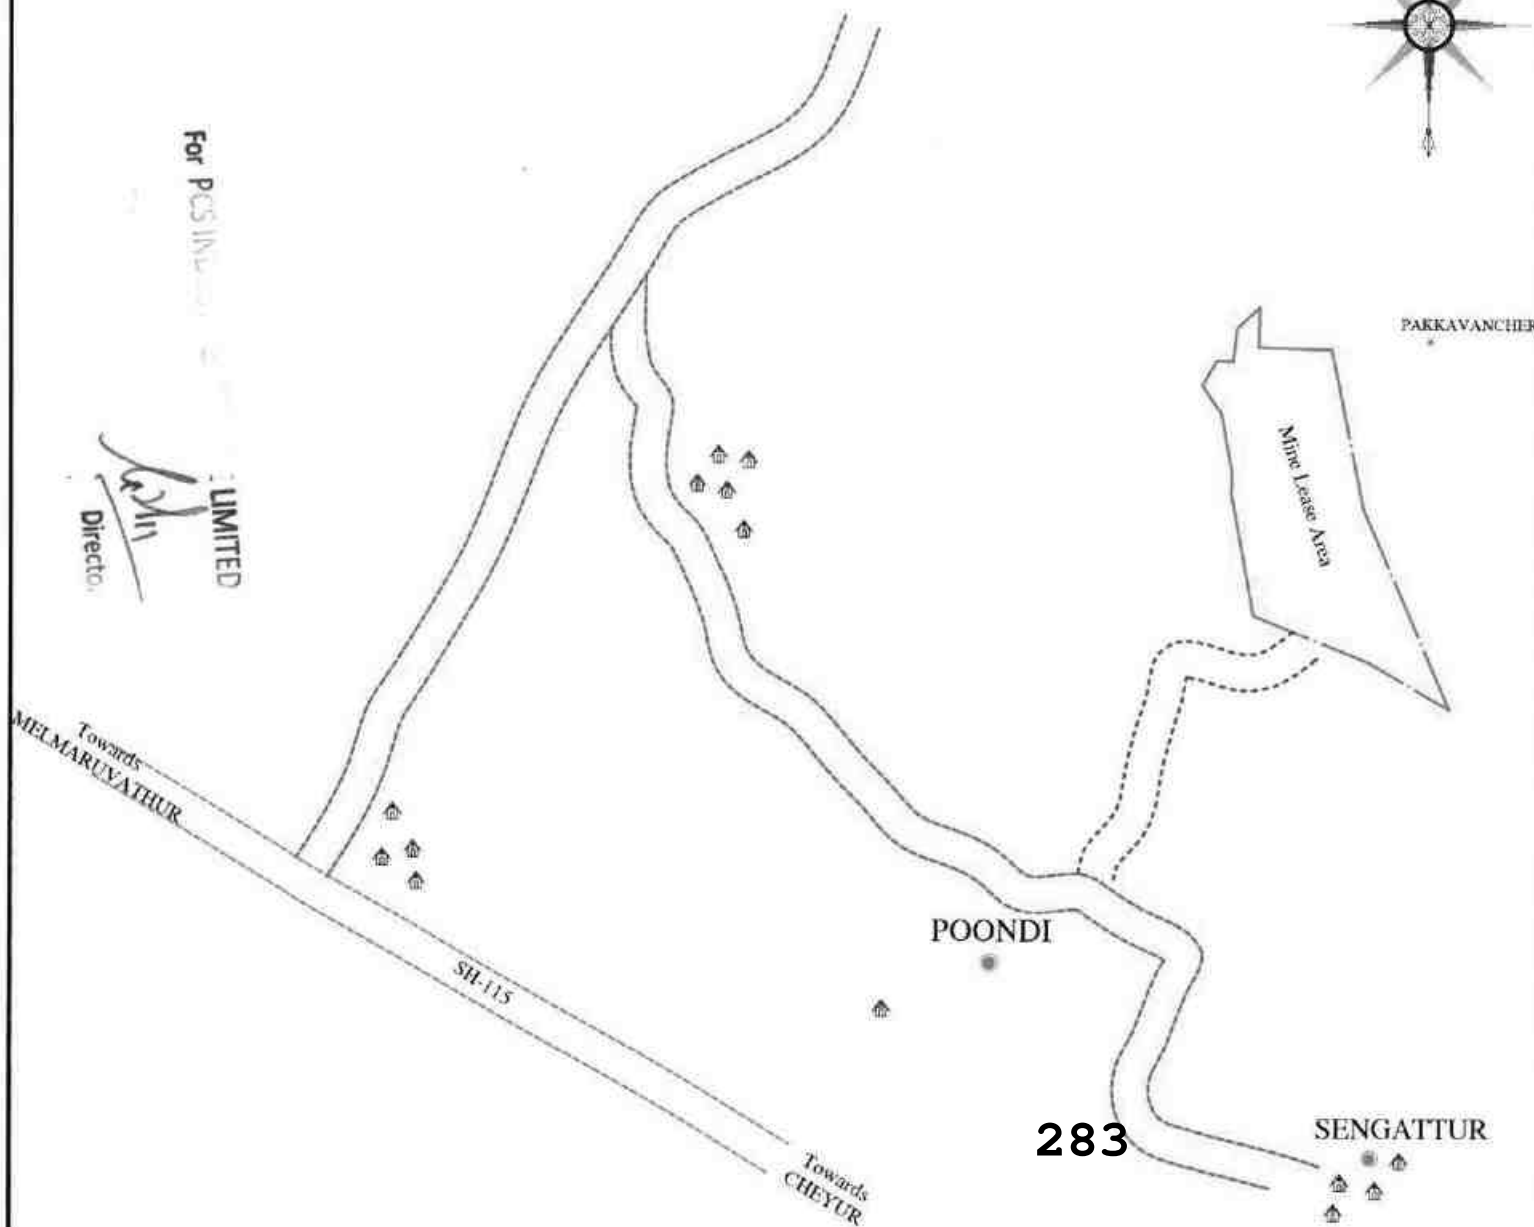 For PCS
LIMITED
Directo
PAKKAVANCHER
Mine Lease Area
Towards
MELMARUVATHUR
SH-115
POONDI
283
SENGATTUR
Towards
CHEYUR